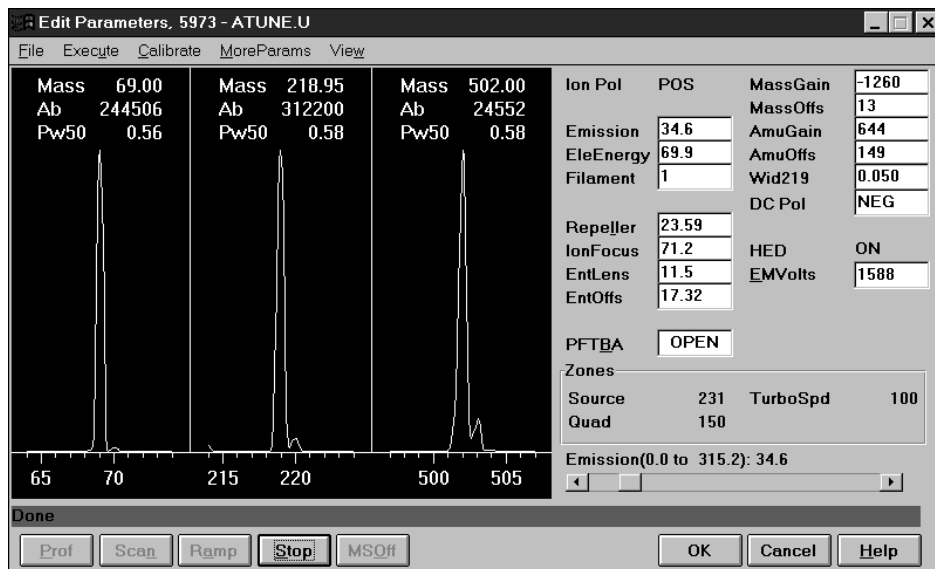 Edit Parameters, 5973 - ATUNE.U
File Execute Calibrate MoreParams View
Mass 69.00
Ab 244506
Pw50 0.56
Mass 218.95
Ab 312200
Pw50 0.58
Mass 502.00
Ab 24552
Pw50 0.58
65 70 215 220 500 505
Ion Pol POS
Emission 34.6
EleEnergy 69.9
Filament 1
Repeller 23.59
IonFocus 71.2
EntLens 11.5
EntOffs 17.32
PFTBA OPEN
MassGain -1260
MassOffs 13
AmuGain 644
AmuOffs 149
Wid219 0.050
DC Pol NEG
HED ON
EMVolts 1588
Zones
Source 231 TurboSpd 100
Quad 150
Emission(0.0 to 315.2): 34.6
Done
Prof Scan Ramp Stop MSOff OK Cancel Help